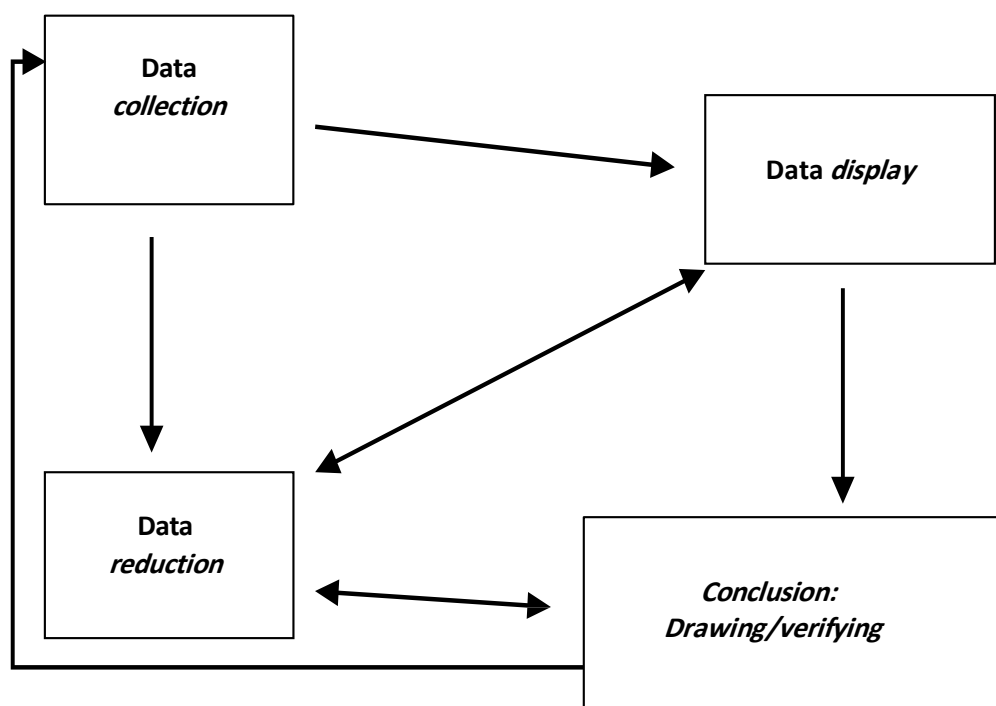 Data
collection
Data display
Data
reduction
Conclusion:
Drawing/verifying